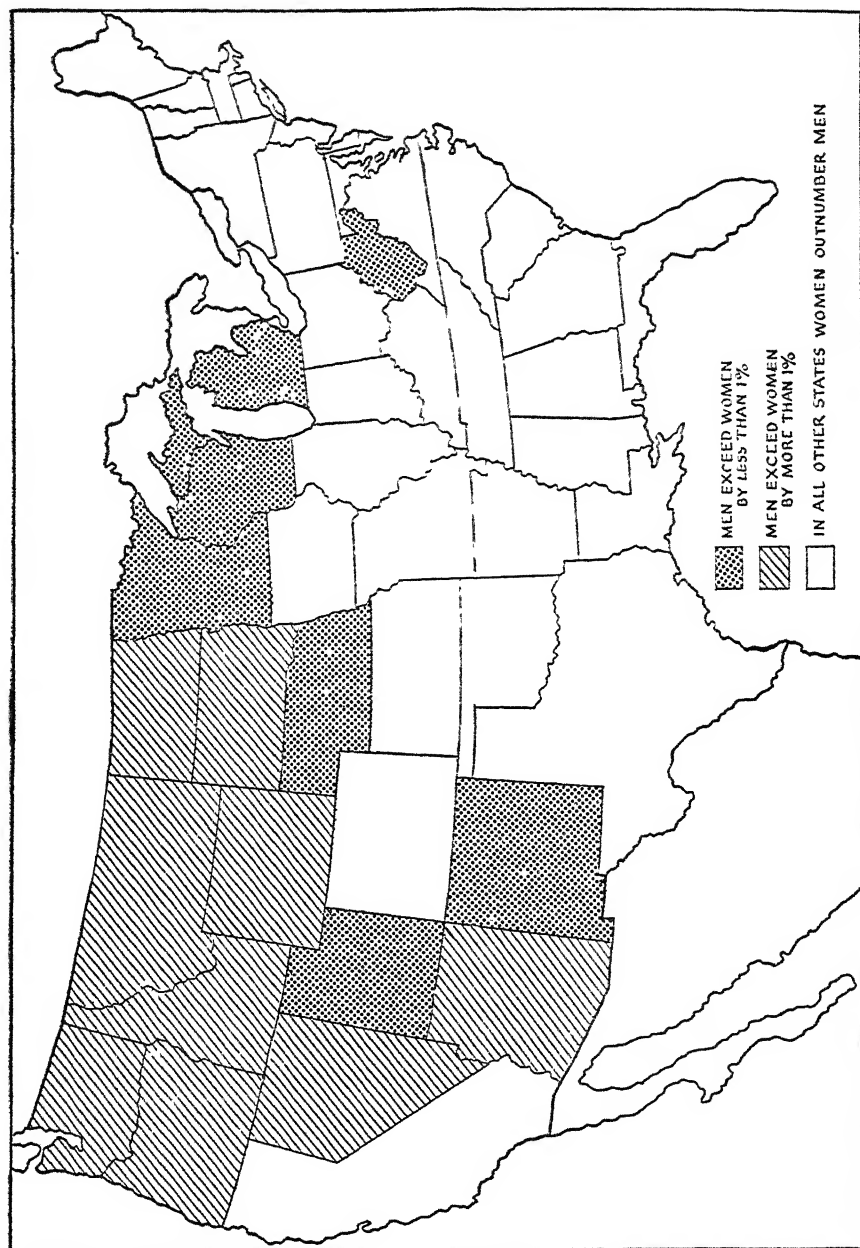 MEN EXCEED WOMEN
BY LESS THAN 1%
MEN EXCEED WOMEN
BY MORE THAN 1%
IN ALL OTHER STATES WOMEN OUTNUMBER MEN